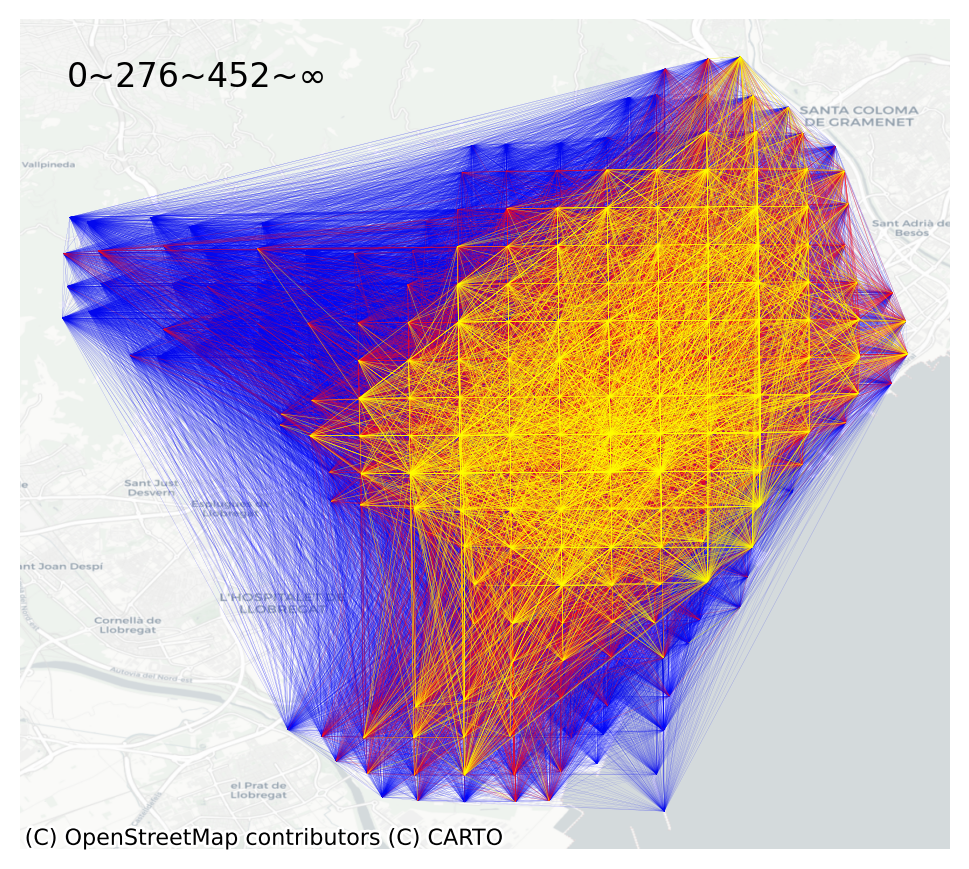 0~276~452~∞
SANTA COLOMA
DE GRAMENET
Vallpineda
Sant Adrià de
Besòs
Sant Just
Desvern
Esplugues de
Llobregat
ant Joan Despí
L'HOSPITALET DE
LLOBREGAT
Cornellà de
Llobregat
Autovia del Nord-est
el Prat de
Llobregat
(C) OpenStreetMap contributors (C) CARTO